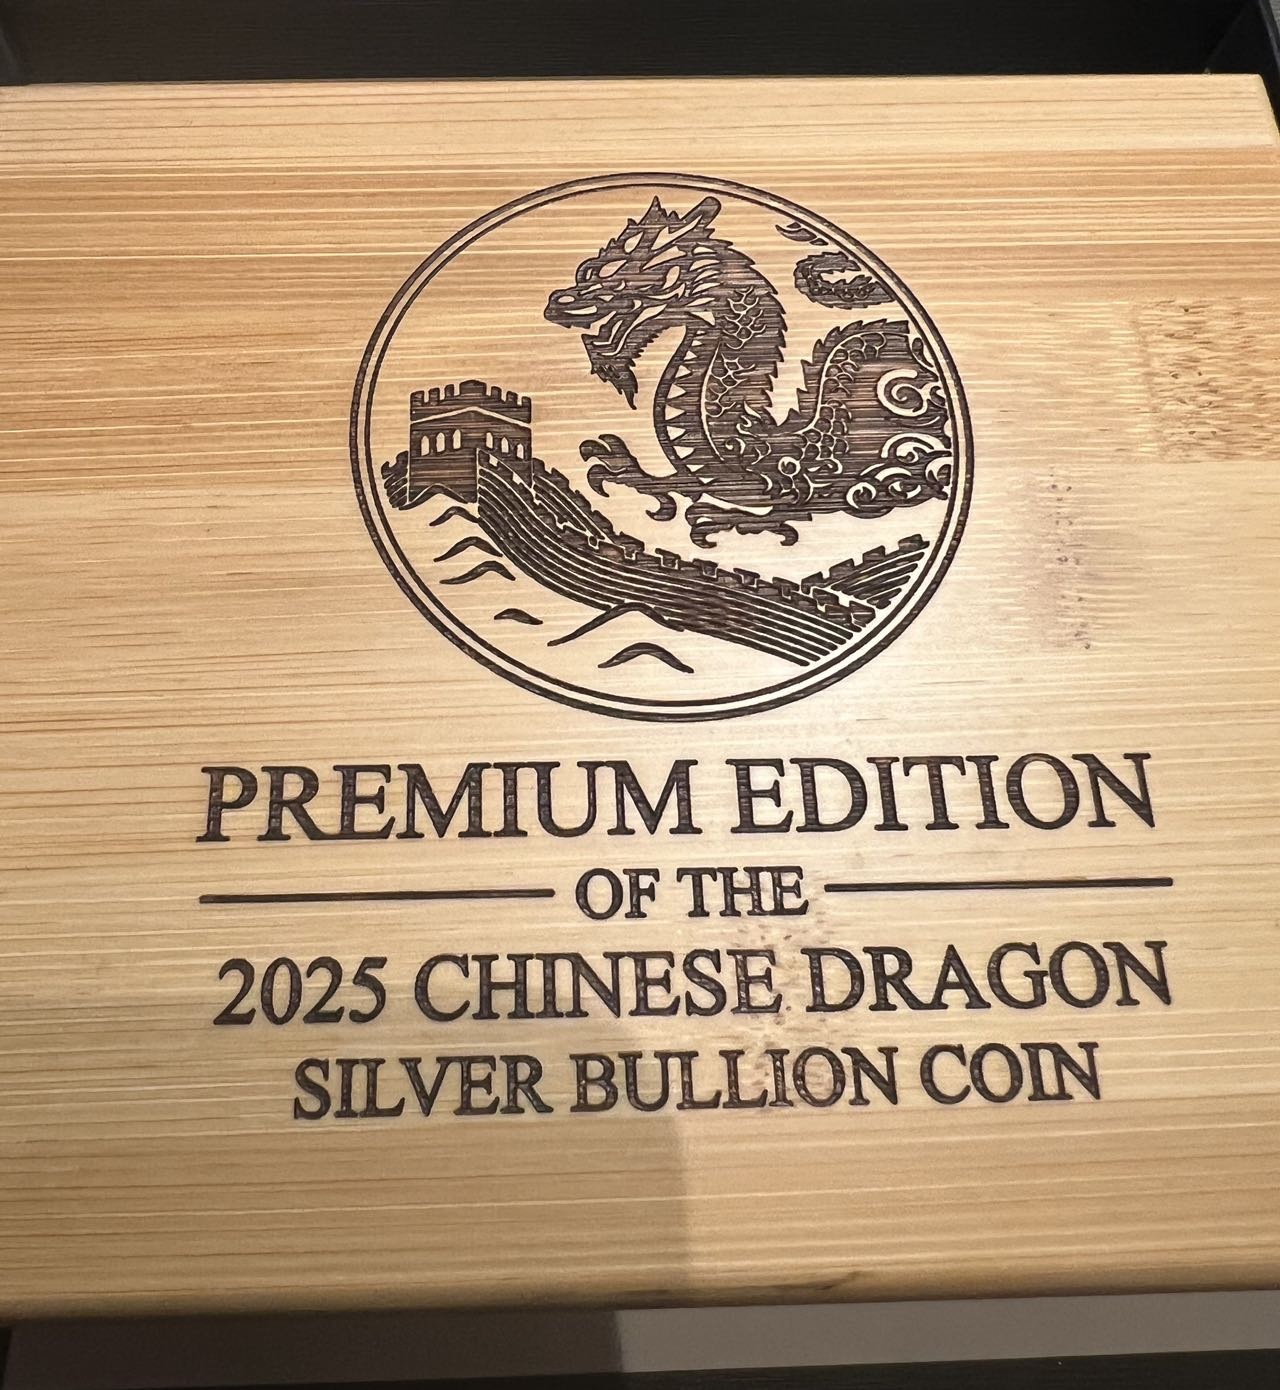 PREMIUM EDITION
OF THE
2025 CHINESE DRAGON
SILVER BULLION COIN